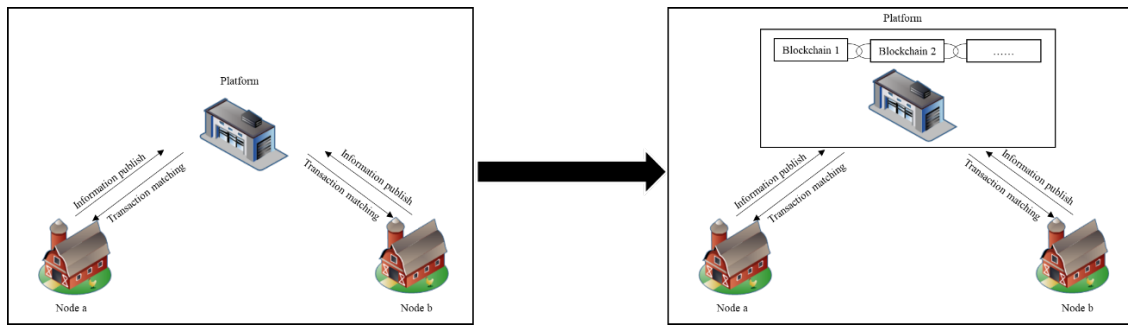 Platform
Information publish
Transaction matching
Information publish
Transaction matching
Node a
Node b
Platform
Blockchain 1
Blockchain 2
......
Information publish
Transaction matching
Information publish
Transaction matching
Node a
Node b